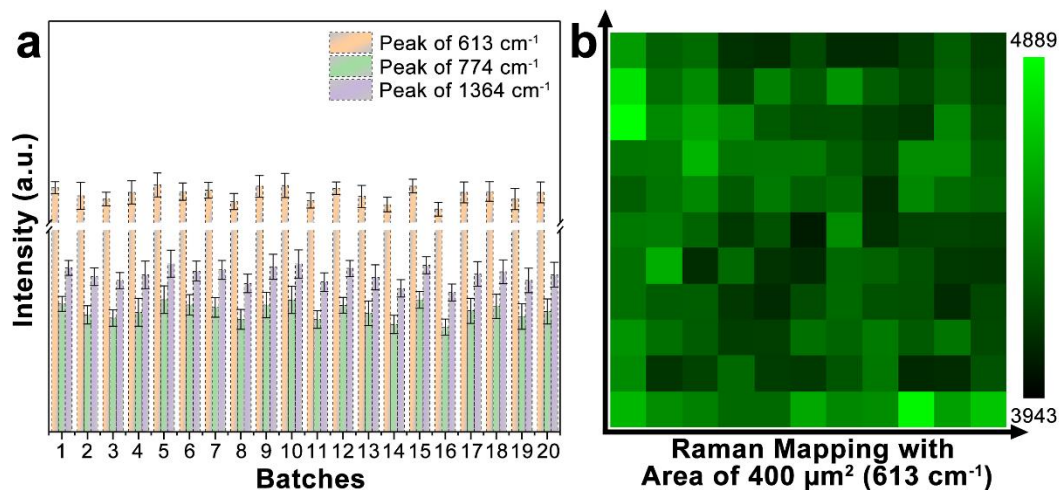 a
Intensity (a.u.)
Peak of 613 cm⁻¹
Peak of 774 cm⁻¹
Peak of 1364 cm⁻¹
1 2 3 4 5 6 7 8 9 10 11 12 13 14 15 16 17 18 19 20
Batches
b
4889
3943
Raman Mapping with
Area of 400 μm² (613 cm⁻¹)